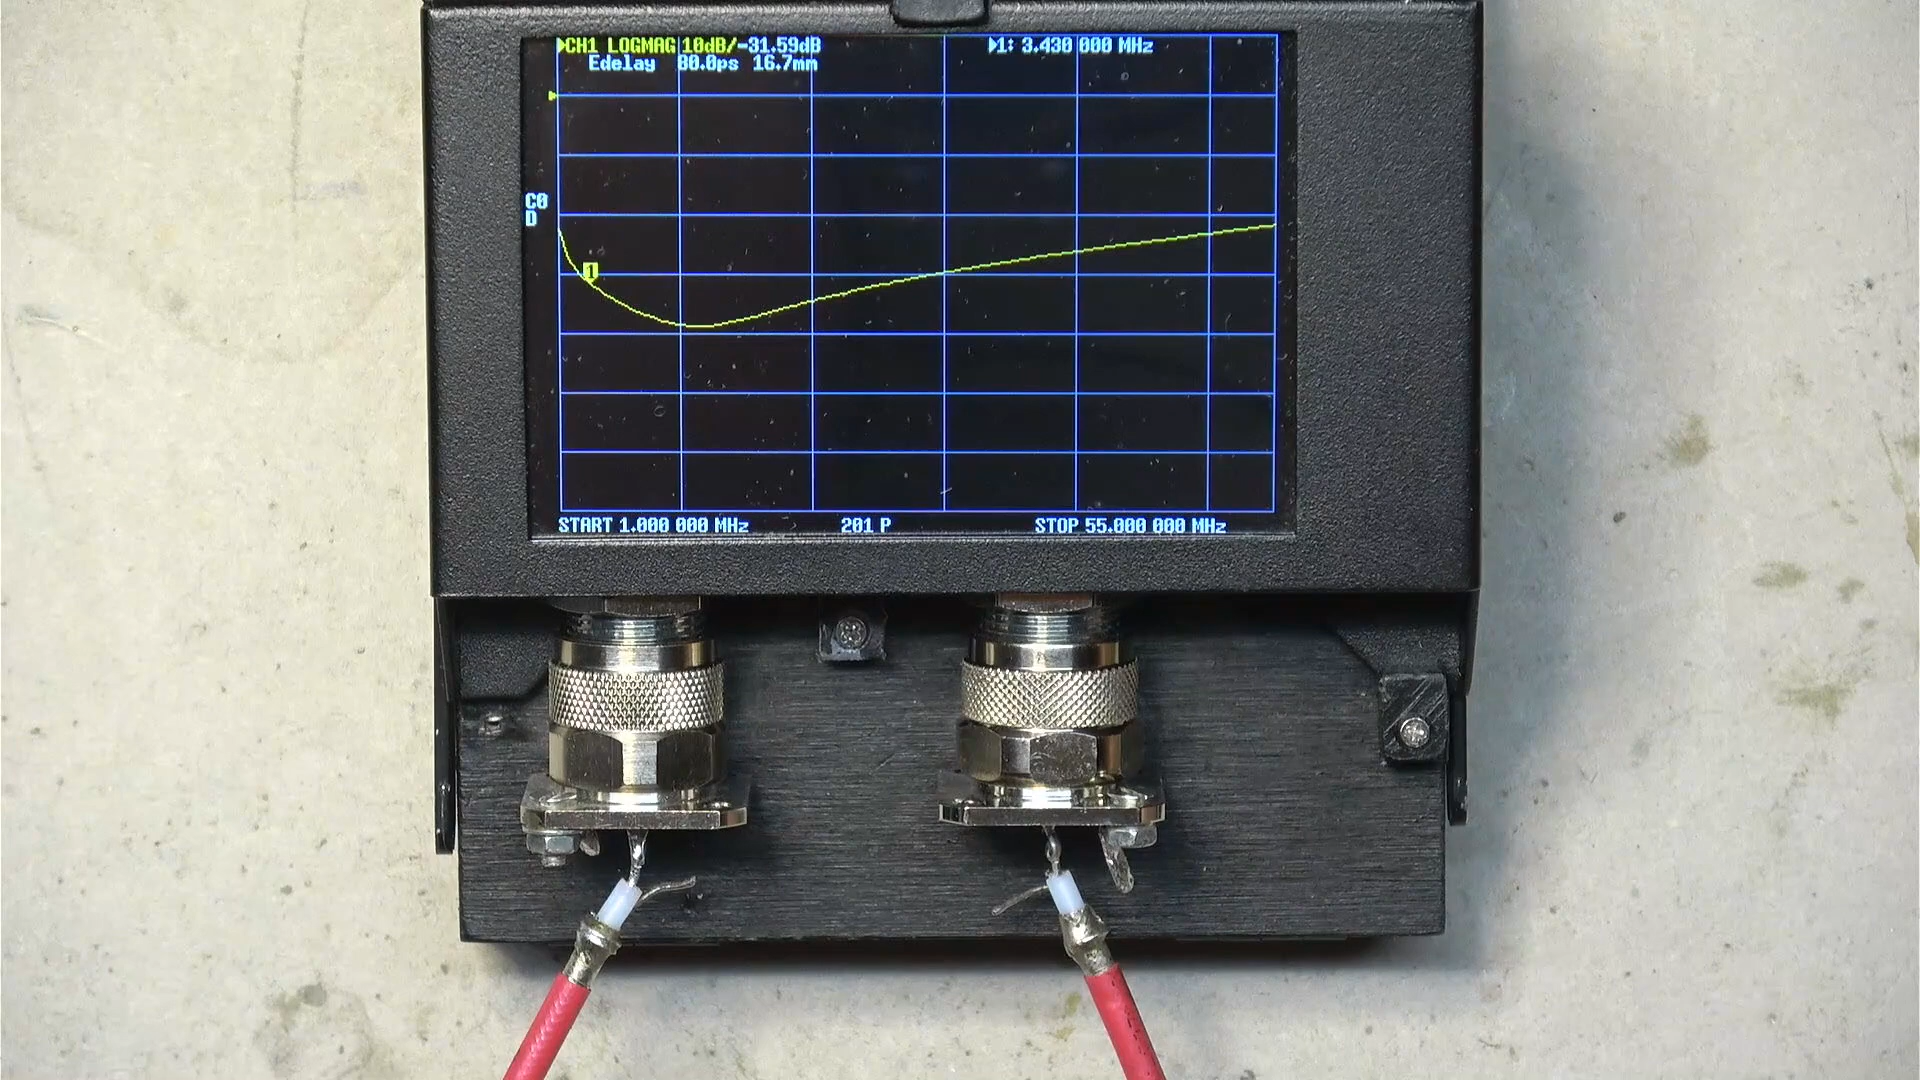 CH1 LOGMAG 10dB/-31.59dB
1: 3.430 000 MHz
Edelay 80.0ps 16.7mm
C0
D
1
START 1.000 000 MHz
201 P
STOP 55.000 000 MHz